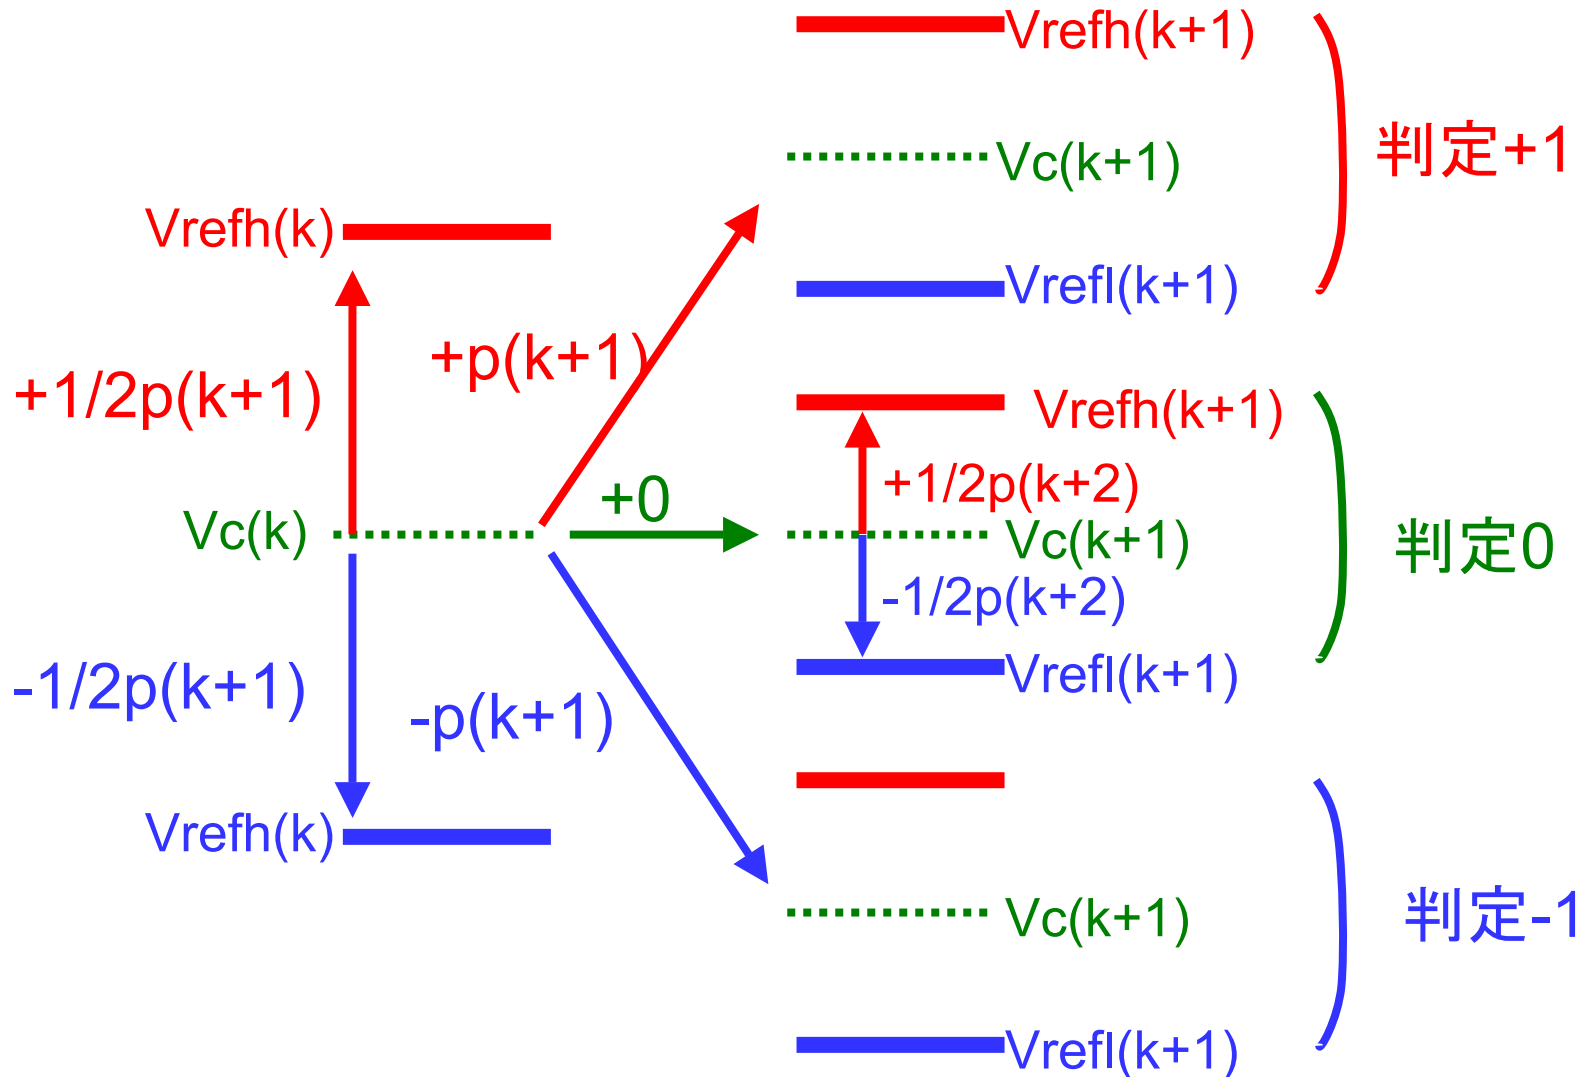 Vrefh(k+1)
判定+1
Vc(k+1)
Vrefh(k)
Vrefl(k+1)
+p(k+1)
+1/2p(k+1)
Vrefh(k+1)
+1/2p(k+2)
+0
Vc(k)
Vc(k+1)
判定0
-1/2p(k+2)
Vrefl(k+1)
-1/2p(k+1)
-p(k+1)
Vrefh(k)
Vc(k+1)
判定-1
Vrefl(k+1)